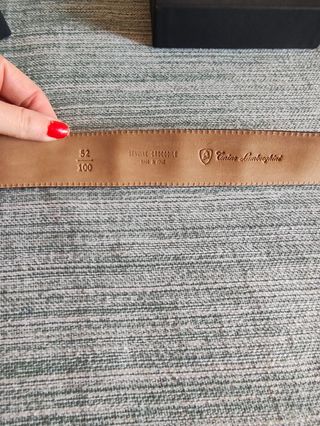 52
100
GENUINE CROCODILE
MADE IN ITALY
Tonino Lamborghini